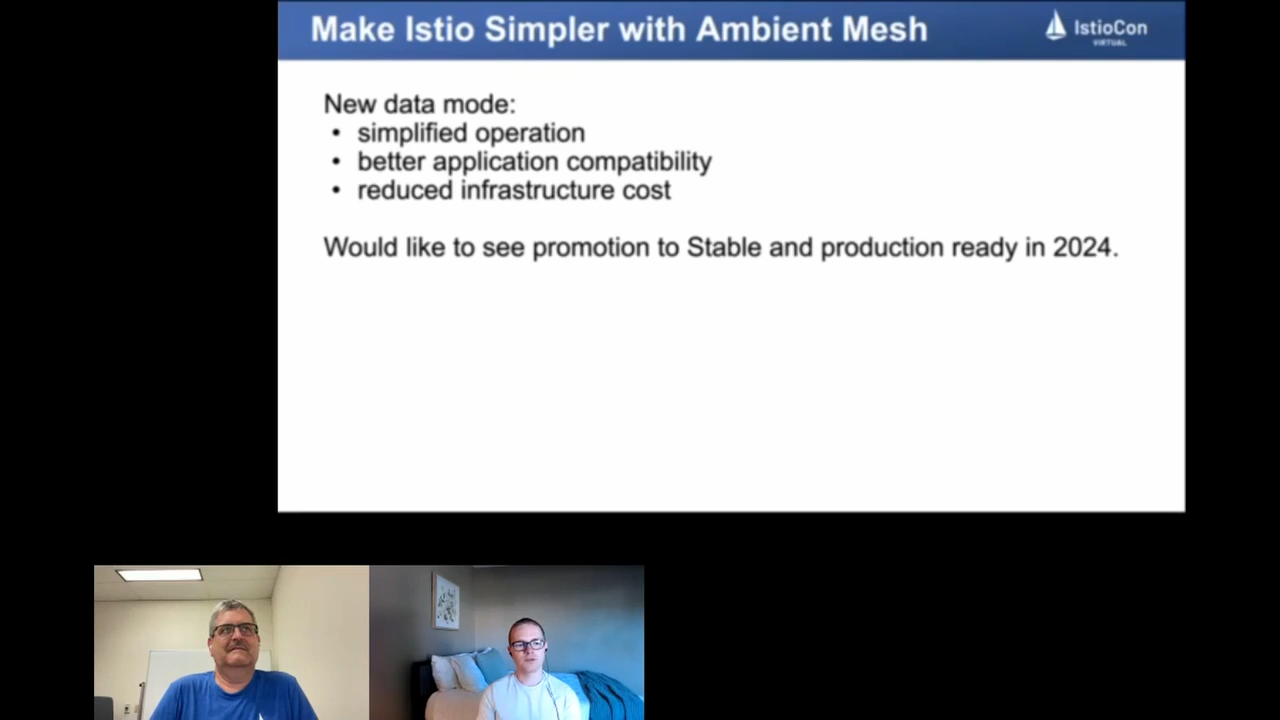 Make Istio Simpler with Ambient Mesh
IstioCon
VIRTUAL
New data mode:
• simplified operation
• better application compatibility
• reduced infrastructure cost
Would like to see promotion to Stable and production ready in 2024.